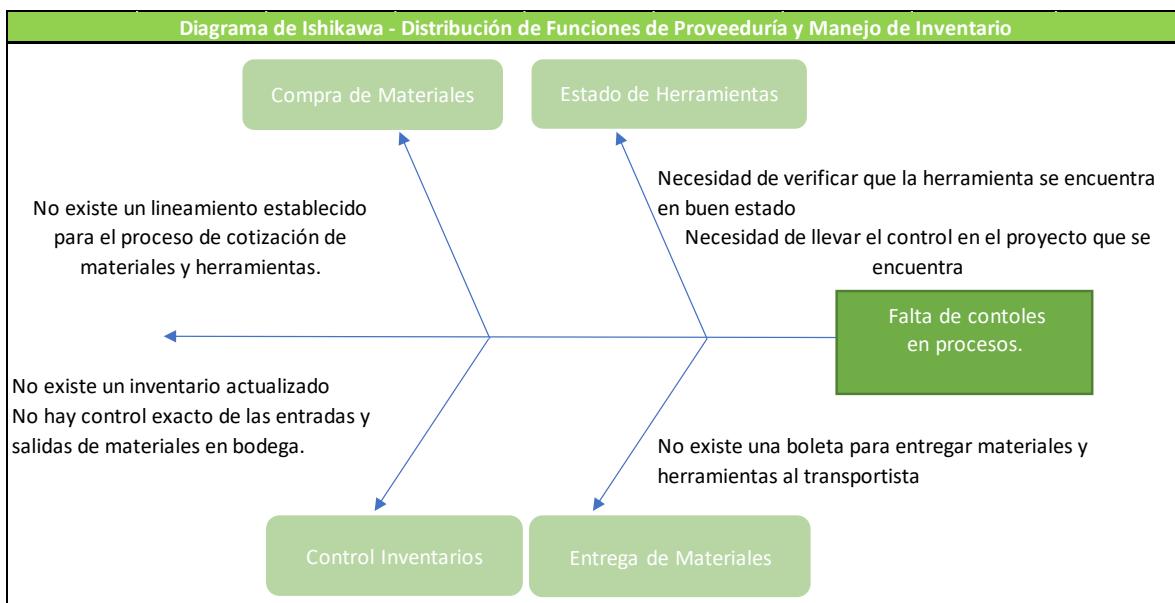 Diagrama de Ishikawa - Distribución de Funciones de Proveeduría y Manejo de Inventario
Compra de Materiales
Estado de Herramientas
No existe un lineamiento establecido
para el proceso de cotización de
materiales y herramientas.
Necesidad de verificar que la herramienta se encuentra
en buen estado
Necesidad de llevar el control en el proyecto que se
encuentra
Falta de contoles
en procesos.
No existe un inventario actualizado
No hay control exacto de las entradas y
salidas de materiales en bodega.
No existe una boleta para entregar materiales y
herramientas al transportista
Control Inventarios
Entrega de Materiales